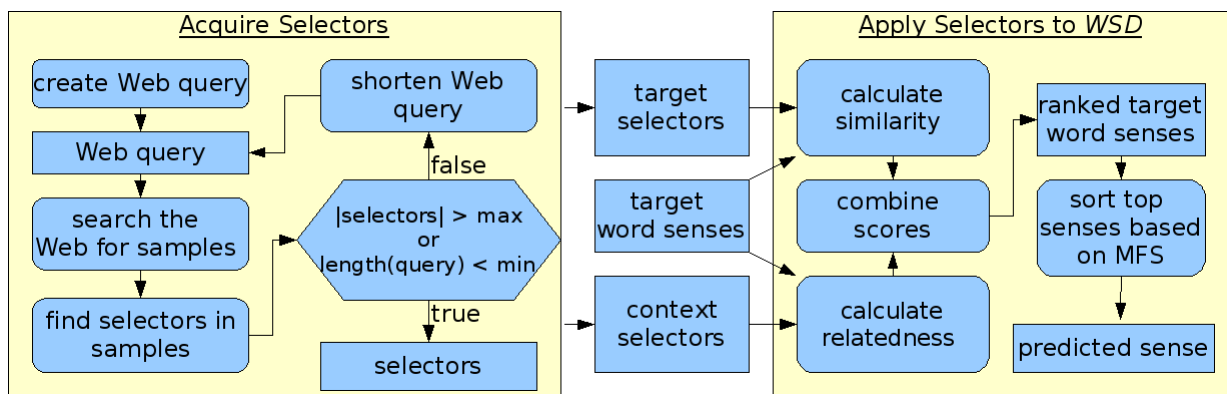 Acquire Selectors
create Web query
Web query
search the
Web for samples
find selectors in
samples
shorten Web
query
false
|selectors| > max
or
length(query) < min
true
selectors
target
selectors
target
word senses
context
selectors
Apply Selectors to WSD
calculate
similarity
combine
scores
calculate
relatedness
ranked target
word senses
sort top
senses based
on MFS
predicted sense